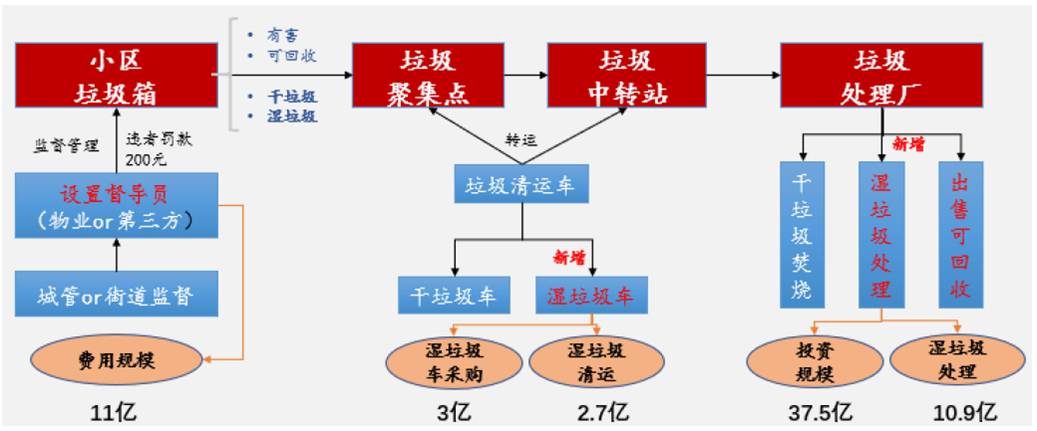 小区
垃圾箱
• 有害
• 可回收
• 干垃圾
• 湿垃圾
垃圾
聚集点
垃圾
中转站
垃圾
处理厂
监督管理
违者罚款
200元
设置督导员
（物业or第三方）
城管or街道监督
费用规模
11亿
转运
垃圾清运车
新增
干垃圾车
湿垃圾车
湿垃圾
车采购
湿垃圾
清运
3亿
2.7亿
新增
干垃圾焚烧
湿垃圾处理
出售可回收
投资
规模
湿垃圾
处理
37.5亿
10.9亿